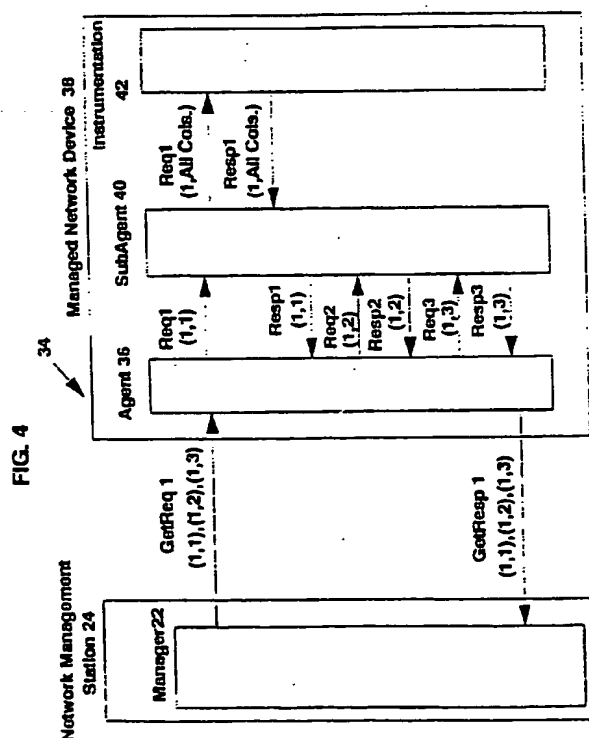 FIG. 4
34
Network Management
Station 24
Manager22
GetReq 1
(1,1),(1,2),(1,3)
GetResp 1
(1,1),(1,2),(1,3)
Managed Network Device 38
Agent 36
Req1
(1,1)
Resp1
(1,1)
Req2
(1,2)
Resp2
(1,2)
Req3
(1,3)
Resp3
(1,3)
SubAgent 40
Req1
(1,All Cols.)
Resp1
(1,All Cols.)
Instrumentation
42